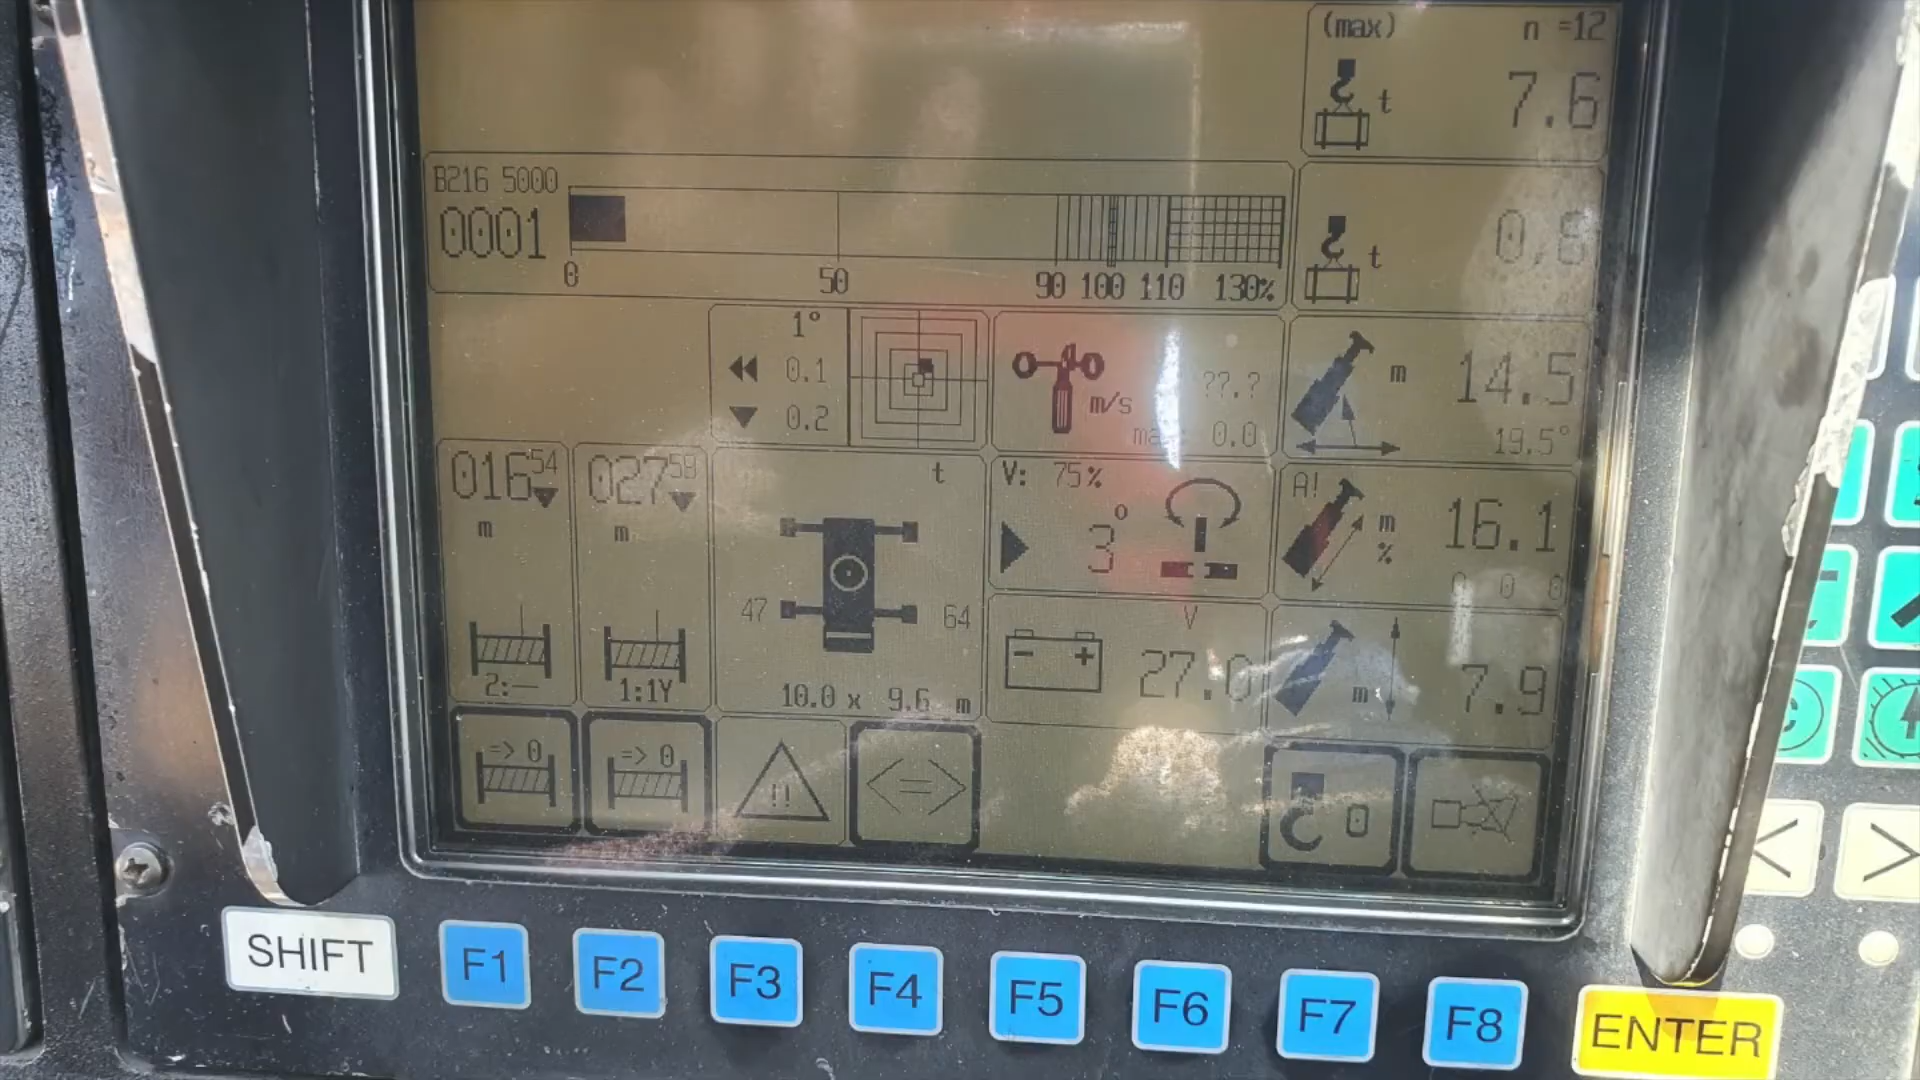 (max) n =12
t 7.6
B216 5000
0001
0 50 90 100 110 130%
t 0,8
1°
0.1
0.2
m/s ??.?
0.0
m 14.5
19.5°
016 54
m
2:—
027
m
1:1Y
t
47 64
10.0 x 9.6 m
V: 75%
3°
V
27.0
- +
A!
m 16.1
%
0 0 0
m 7.9
=> 0
=> 0
!!
<=>
0
SHIFT
F1
F2
F3
F4
F5
F6
F7
F8
ENTER
<
>